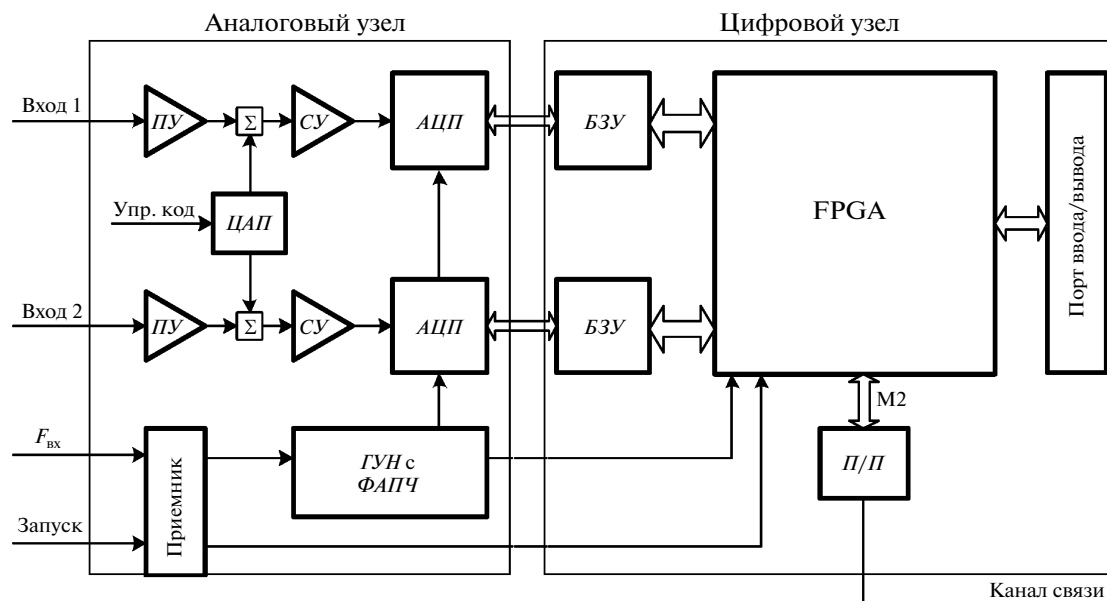 Аналоговый узел
Цифровой узел
Вход 1
ПУ
Σ
СУ
АЦП
БЗУ
FPGA
Порт ввода/вывода
Упр. код
ЦАП
Вход 2
ПУ
Σ
СУ
АЦП
БЗУ
M2
Fвх
Приемник
ГУН с
ФАПЧ
П/П
Запуск
Канал связи